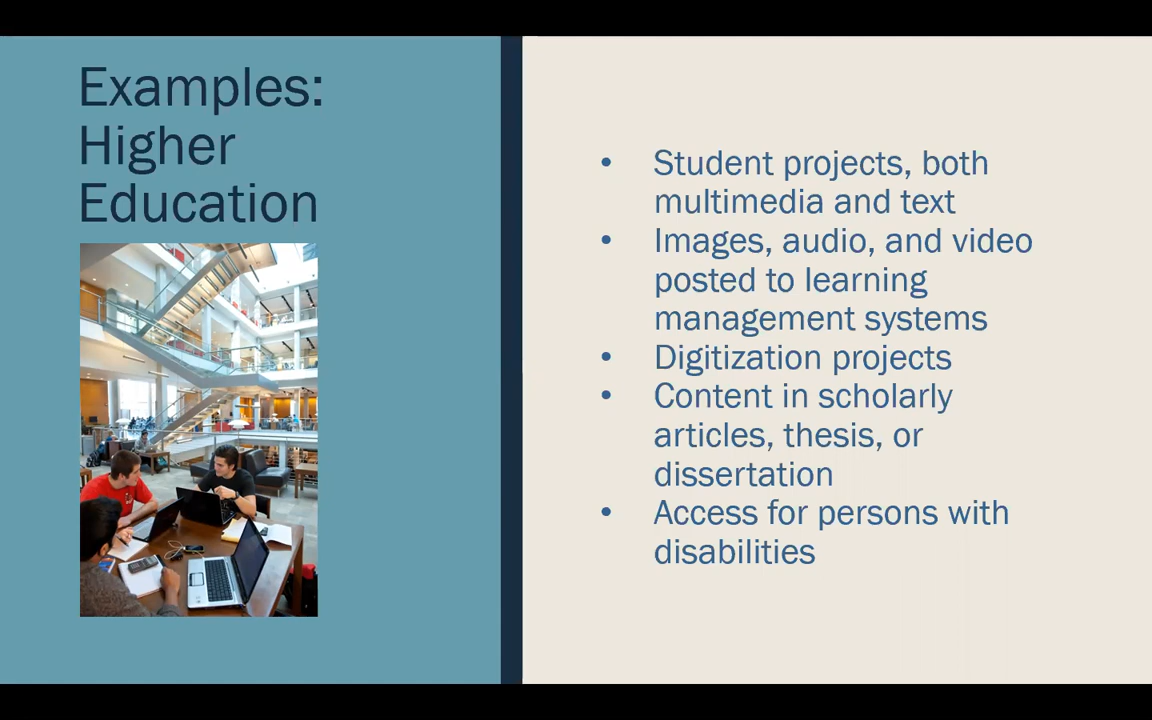 Examples:
Higher
Education
• Student projects, both
multimedia and text
• Images, audio, and video
posted to learning
management systems
• Digitization projects
• Content in scholarly
articles, thesis, or
dissertation
• Access for persons with
disabilities